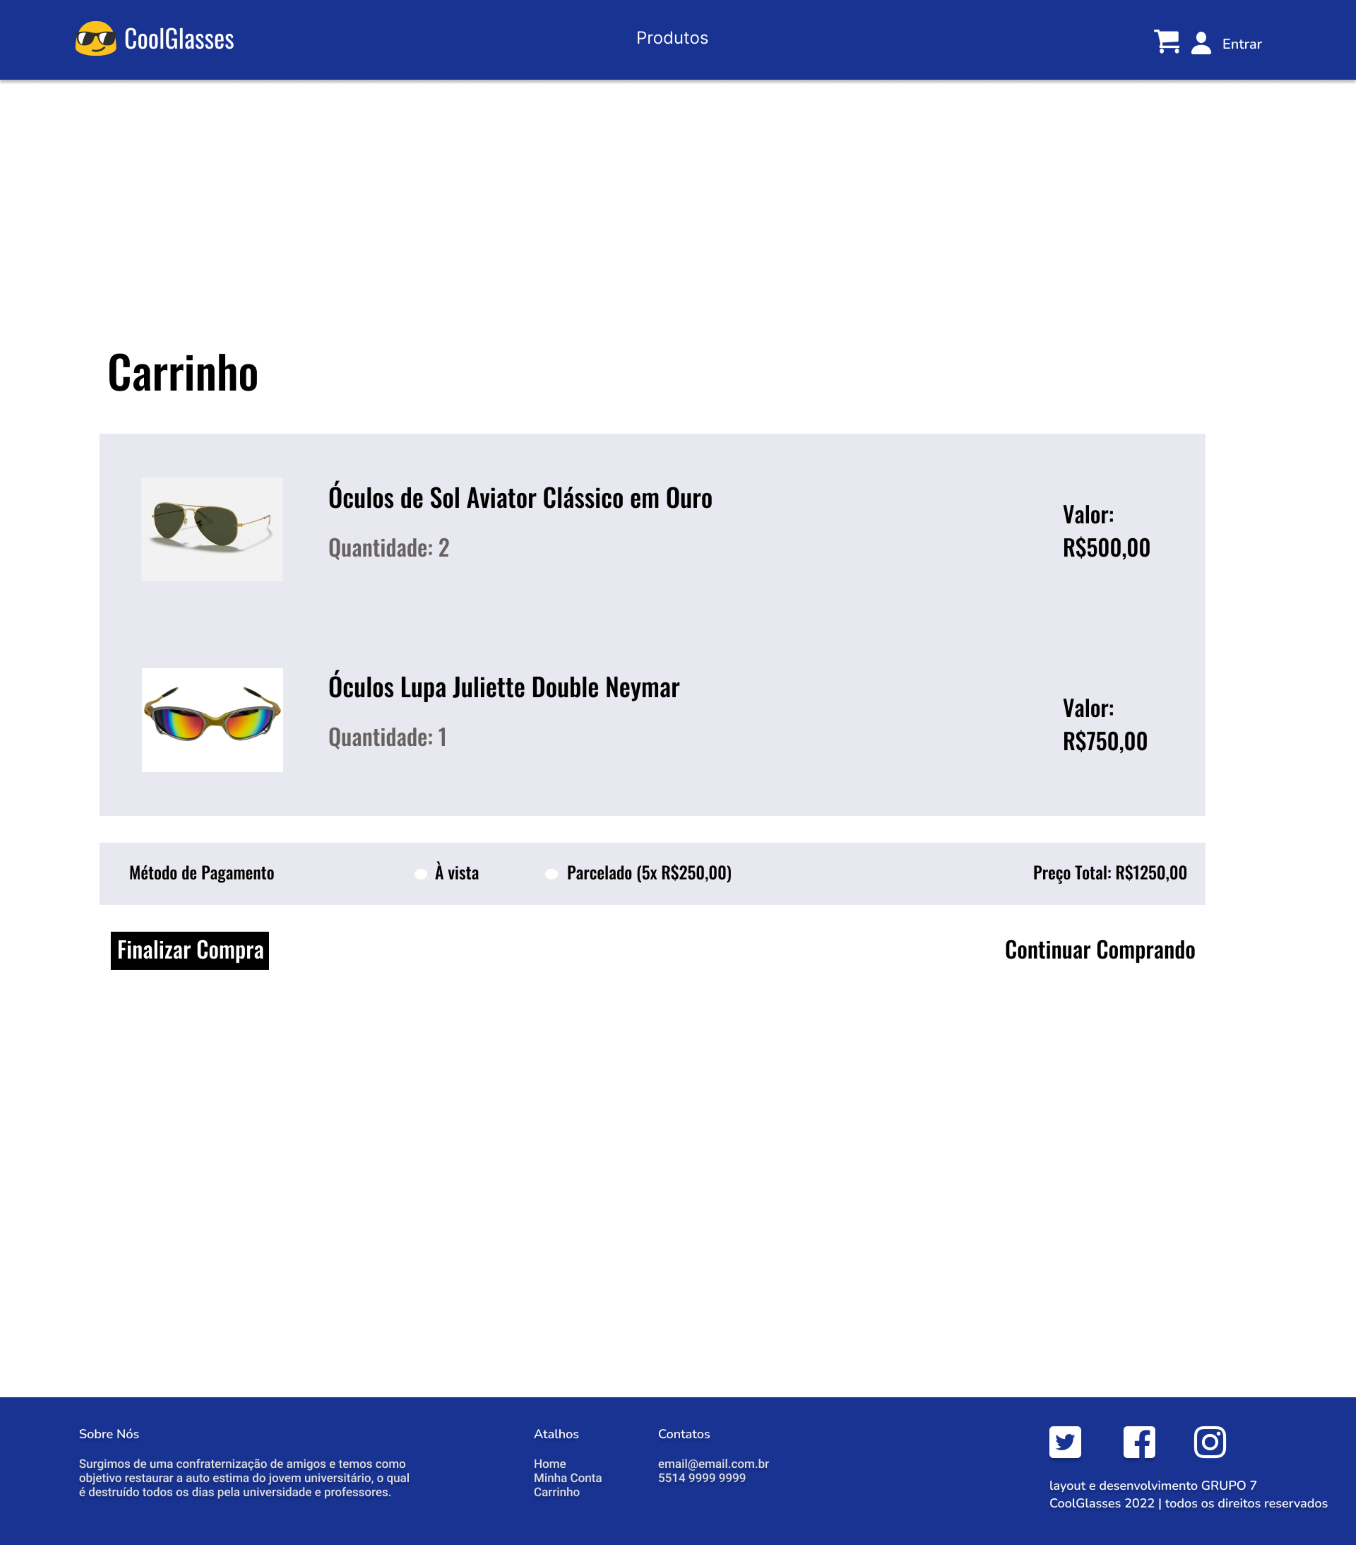 CoolGlasses
Produtos
Entrar
Carrinho
Óculos de Sol Aviator Clássico em Ouro
Quantidade: 2
Valor:
R$500,00
Óculos Lupa Juliette Double Neymar
Quantidade: 1
Valor:
R$750,00
Método de Pagamento
À vista
Parcelado (5x R$250,00)
Preço Total: R$1250,00
Finalizar Compra
Continuar Comprando
Sobre Nós
Surgimos de uma confraternização de amigos e temos como
objetivo restaurar a auto estima do jovem universitário, o qual
é destruído todos os dias pela universidade e professores.
Atalhos
Home
Minha Conta
Carrinho
Contatos
email@email.com.br
5514 9999 9999
layout e desenvolvimento GRUPO 7
CoolGlasses 2022 | todos os direitos reservados